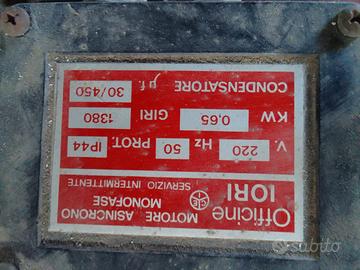 Officine
IORI
MOTORE ASINCRONO
MONOFASE
SERVIZIO INTERMITTENTE
V. 220 Hz 50 PROT. IP44
KW 0,65 GIRI 1380
CONDENSATORE 30/450 µf.
subito